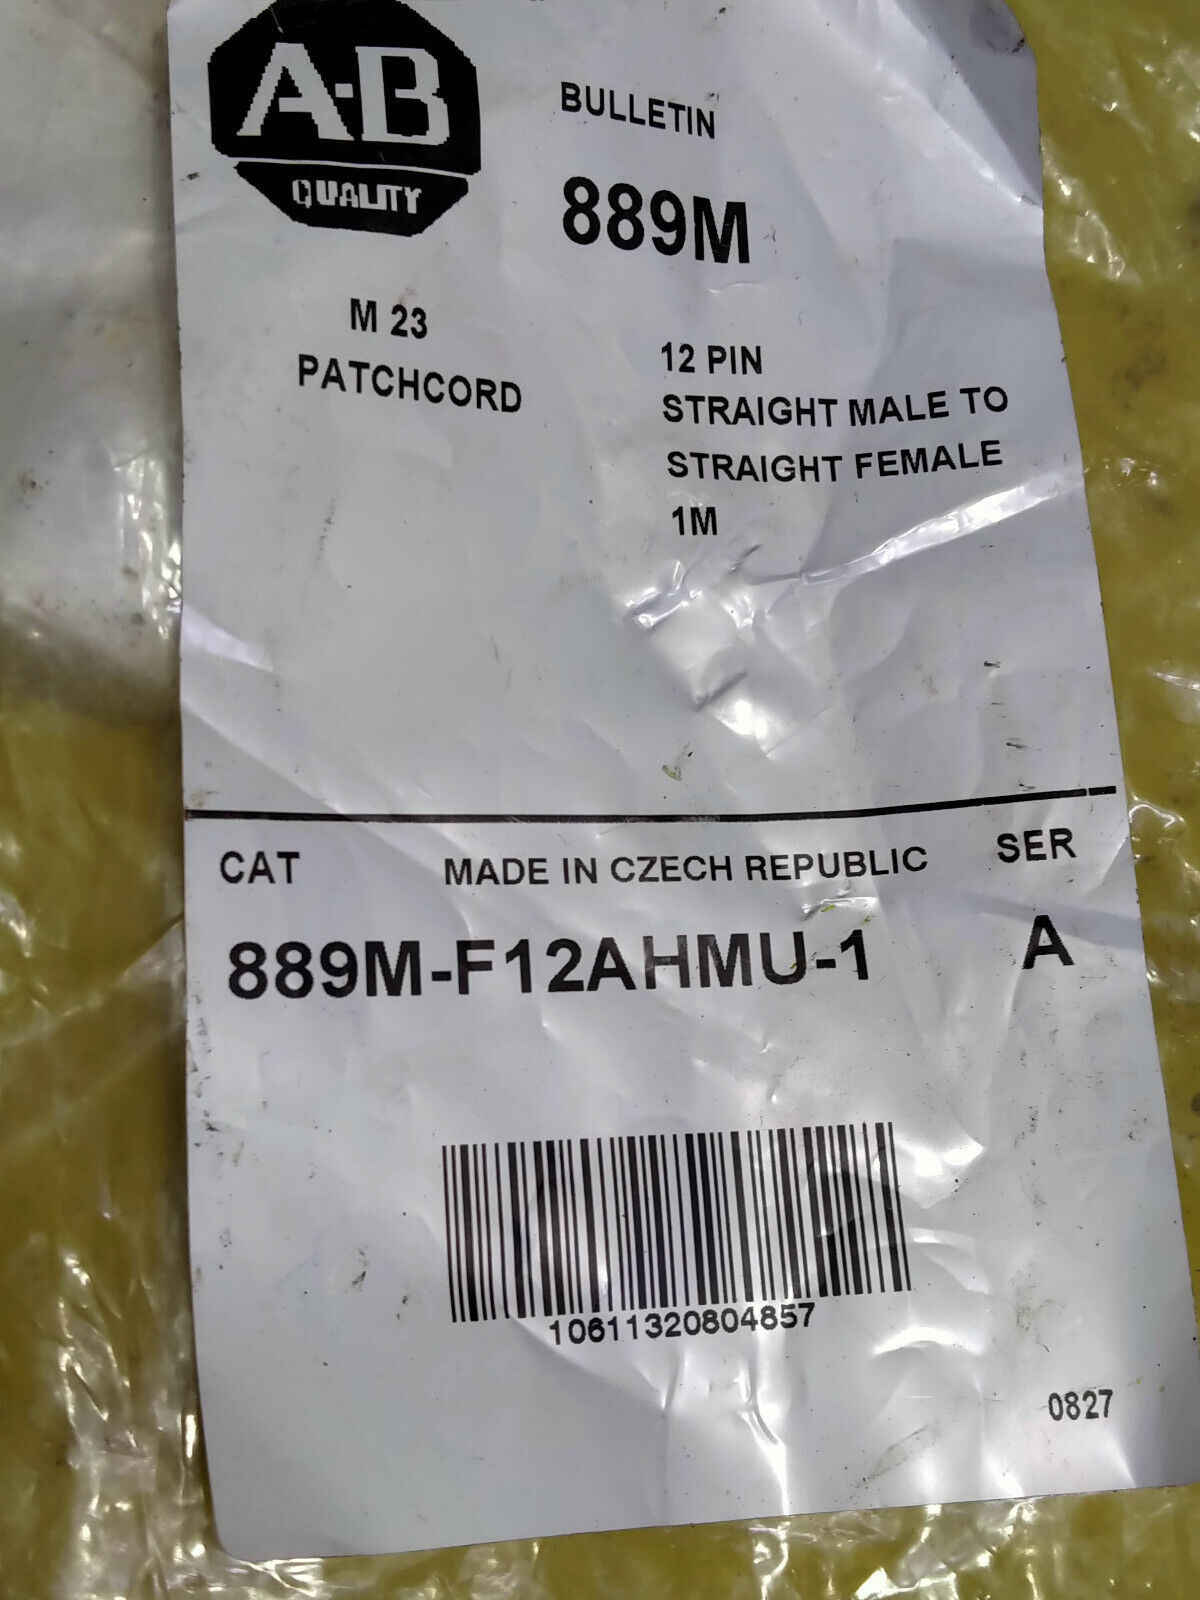 A-B
QUALITY
BULLETIN
889M
M 23
PATCHCORD
12 PIN
STRAIGHT MALE TO
STRAIGHT FEMALE
1M
CAT
MADE IN CZECH REPUBLIC
SER
889M-F12AHMU-1
A
10611320804857
0827